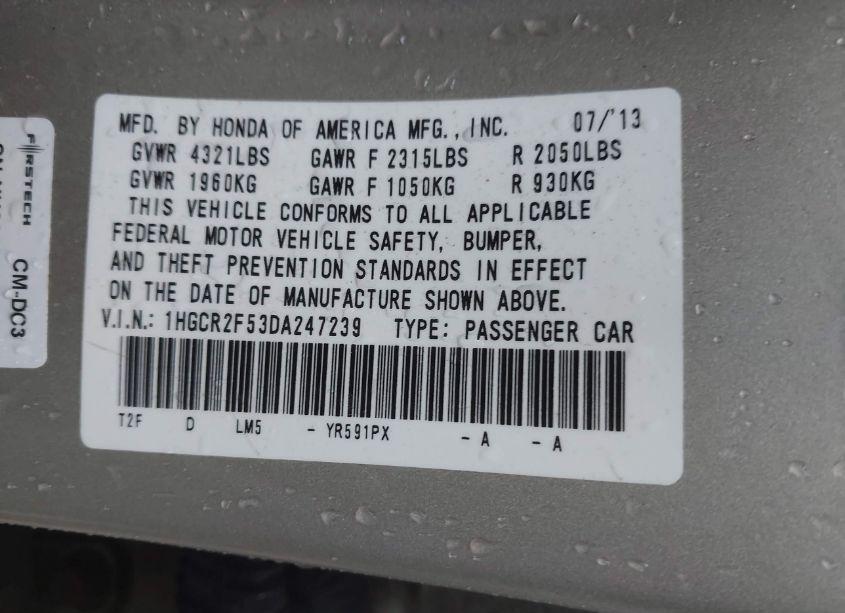 MFD. BY HONDA OF AMERICA MFG., INC. 07/'13
GVWR 4321LBS GAWR F 2315LBS R 2050LBS
GVWR 1960KG GAWR F 1050KG R 930KG
THIS VEHICLE CONFORMS TO ALL APPLICABLE
FEDERAL MOTOR VEHICLE SAFETY, BUMPER,
AND THEFT PREVENTION STANDARDS IN EFFECT
ON THE DATE OF MANUFACTURE SHOWN ABOVE.
V.I.N.: 1HGCR2F53DA247239 TYPE: PASSENGER CAR
T2F D LM5 - YR591PX - A - A
FIRSTECH
CM-DC3